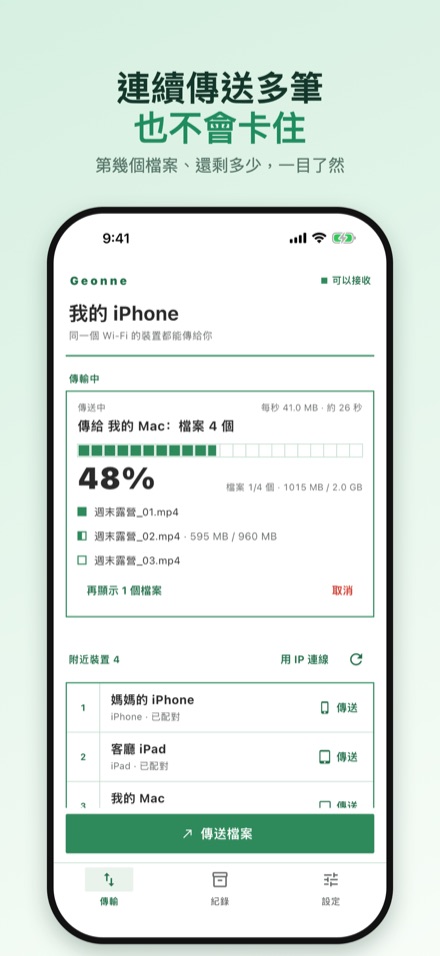 連續傳送多筆
也不會卡住
第幾個檔案、還剩多少，一目了然
9:41
Geonne
可以接收
我的 iPhone
同一個 Wi-Fi 的裝置都能傳給你
傳輸中
傳送中
每秒 41.0 MB · 約 26 秒
傳給 我的 Mac：檔案 4 個
48%
檔案 1/4 個 · 1015 MB / 2.0 GB
週末露營_01.mp4
週末露營_02.mp4 · 595 MB / 960 MB
週末露營_03.mp4
再顯示 1 個檔案
取消
附近裝置 4
用 IP 連線
1
媽媽的 iPhone
iPhone · 已配對
傳送
2
客廳 iPad
iPad · 已配對
傳送
3
我的 Mac
傳送
傳送檔案
傳輸
紀錄
設定